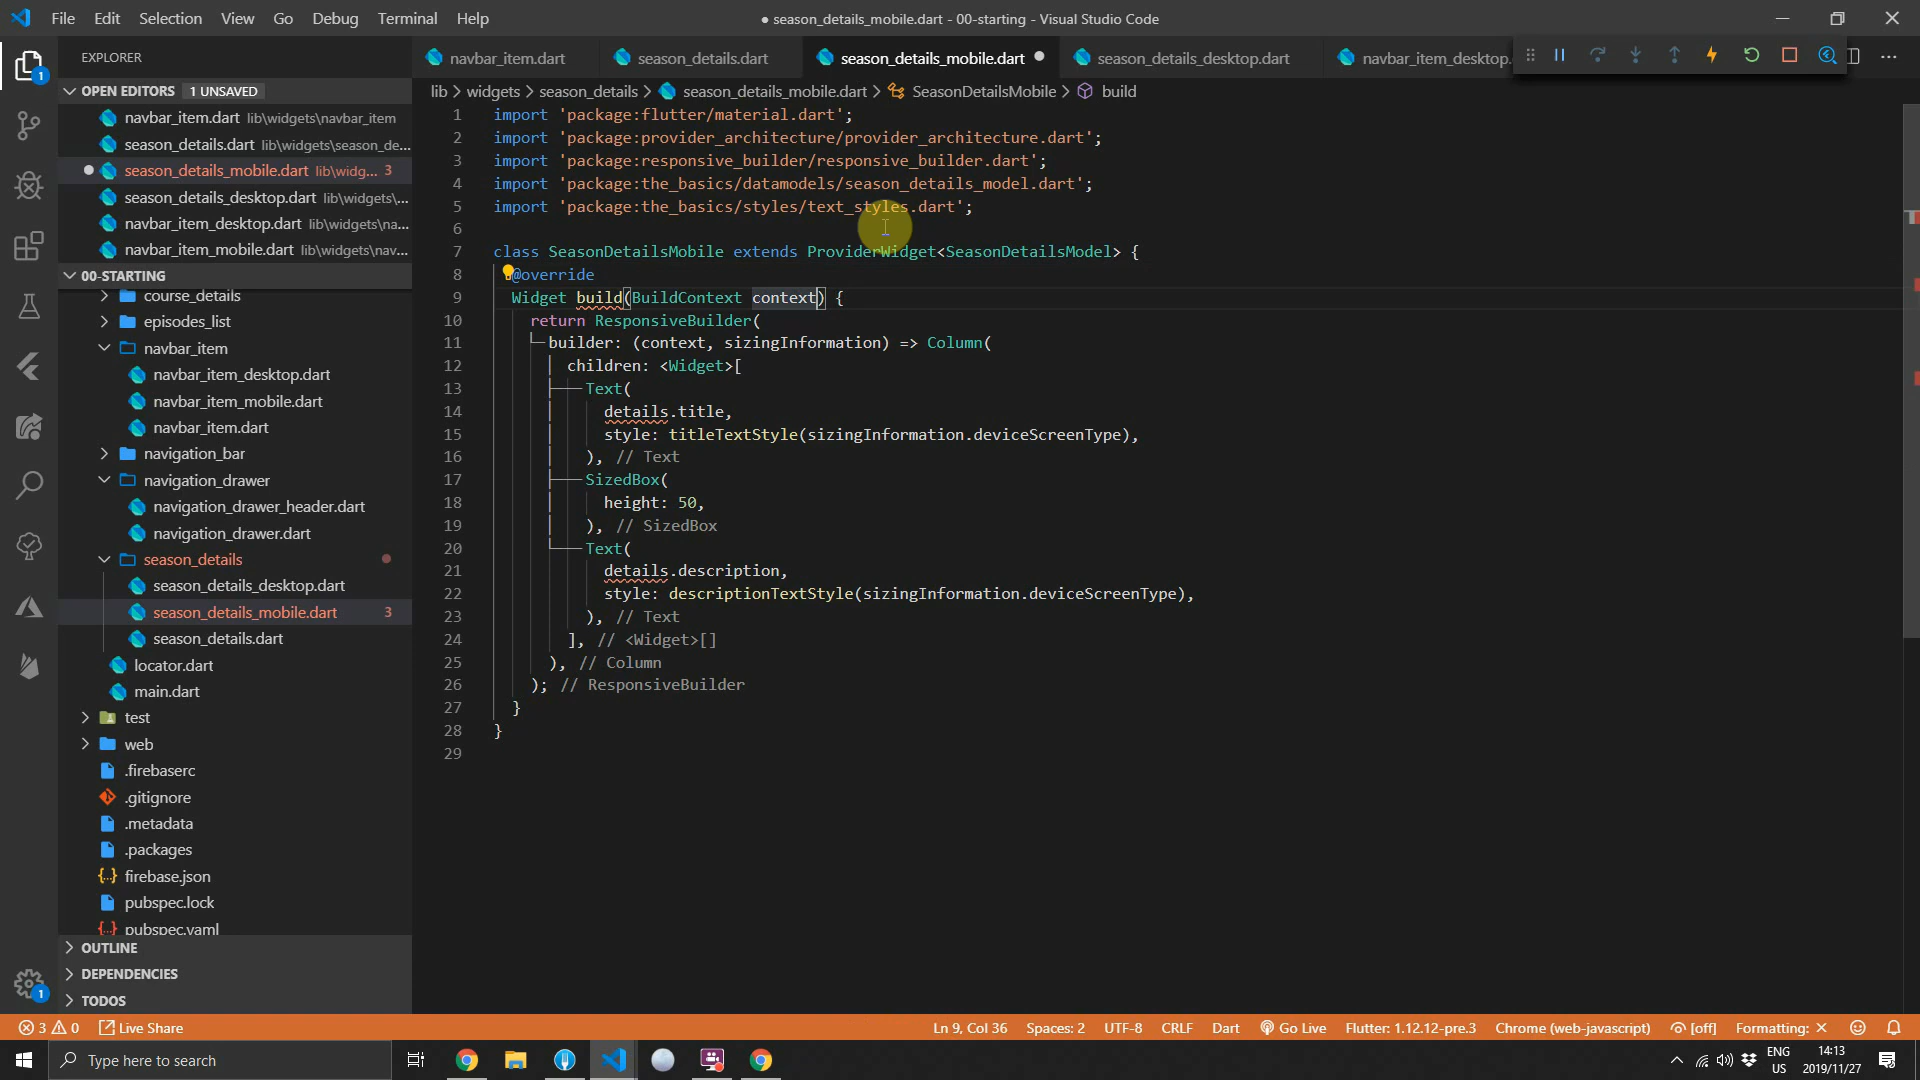 File Edit Selection View Go Debug Terminal Help
● season_details_mobile.dart - 00-starting - Visual Studio Code
EXPLORER
OPEN EDITORS 1 UNSAVED
navbar_item.dart lib\widgets\navbar_item
season_details.dart lib\widgets\season_de...
season_details_mobile.dart lib\widg... 3
season_details_desktop.dart lib\widgets\...
navbar_item_desktop.dart lib\widgets\na...
navbar_item_mobile.dart lib\widgets\nav...
00-STARTING
course_details
episodes_list
navbar_item
navbar_item_desktop.dart
navbar_item_mobile.dart
navbar_item.dart
navigation_bar
navigation_drawer
navigation_drawer_header.dart
navigation_drawer.dart
season_details
season_details_desktop.dart
season_details_mobile.dart 3
season_details.dart
locator.dart
main.dart
test
web
.firebaserc
.gitignore
.metadata
.packages
firebase.json
pubspec.lock
pubspec.yaml
OUTLINE
DEPENDENCIES
TODOS
1
1
navbar_item.dart season_details.dart season_details_mobile.dart season_details_desktop.dart navbar_item_desktop.
lib > widgets > season_details > season_details_mobile.dart > SeasonDetailsMobile > build
1 import 'package:flutter/material.dart';
2 import 'package:provider_architecture/provider_architecture.dart';
3 import 'package:responsive_builder/responsive_builder.dart';
4 import 'package:the_basics/datamodels/season_details_model.dart';
5 import 'package:the_basics/styles/text_styles.dart';
6
7 class SeasonDetailsMobile extends ProviderWidget<SeasonDetailsModel> {
8 @override
9 Widget build(BuildContext context) {
10 return ResponsiveBuilder(
11 builder: (context, sizingInformation) => Column(
12 children: <Widget>[
13 Text(
14 details.title,
15 style: titleTextStyle(sizingInformation.deviceScreenType),
16 ), // Text
17 SizedBox(
18 height: 50,
19 ), // SizedBox
20 Text(
21 details.description,
22 style: descriptionTextStyle(sizingInformation.deviceScreenType),
23 ), // Text
24 ], // <Widget>[]
25 ), // Column
26 ); // ResponsiveBuilder
27 }
28 }
29
3 0 Live Share Ln 9, Col 36 Spaces: 2 UTF-8 CRLF Dart Go Live Flutter: 1.12.12-pre.3 Chrome (web-javascript) [off] Formatting: ✕
Type here to search
ENG
US
14:13
2019/11/27